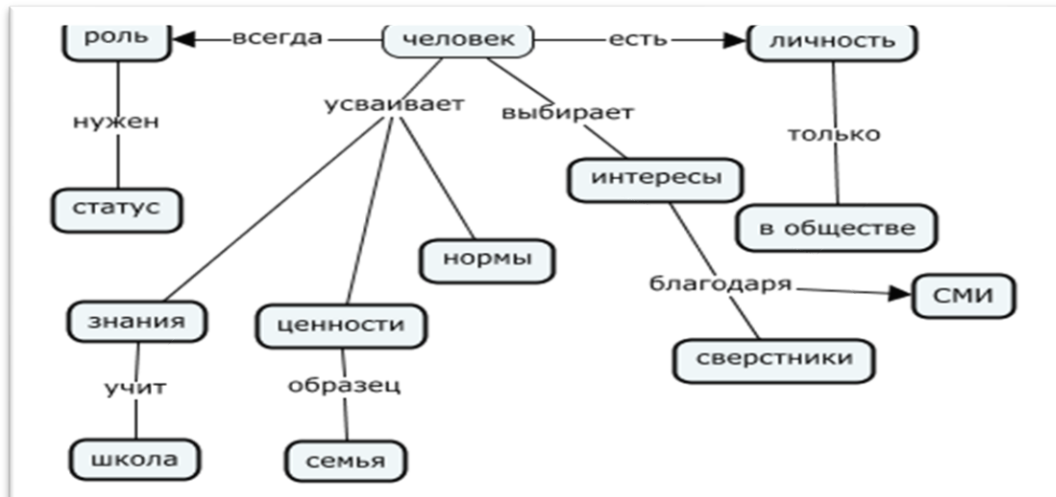 роль
всегда
человек
есть
личность
усваивает
выбирает
нужен
только
интересы
статус
в обществе
нормы
благодаря
СМИ
знания
ценности
сверстники
учит
образец
школа
семья